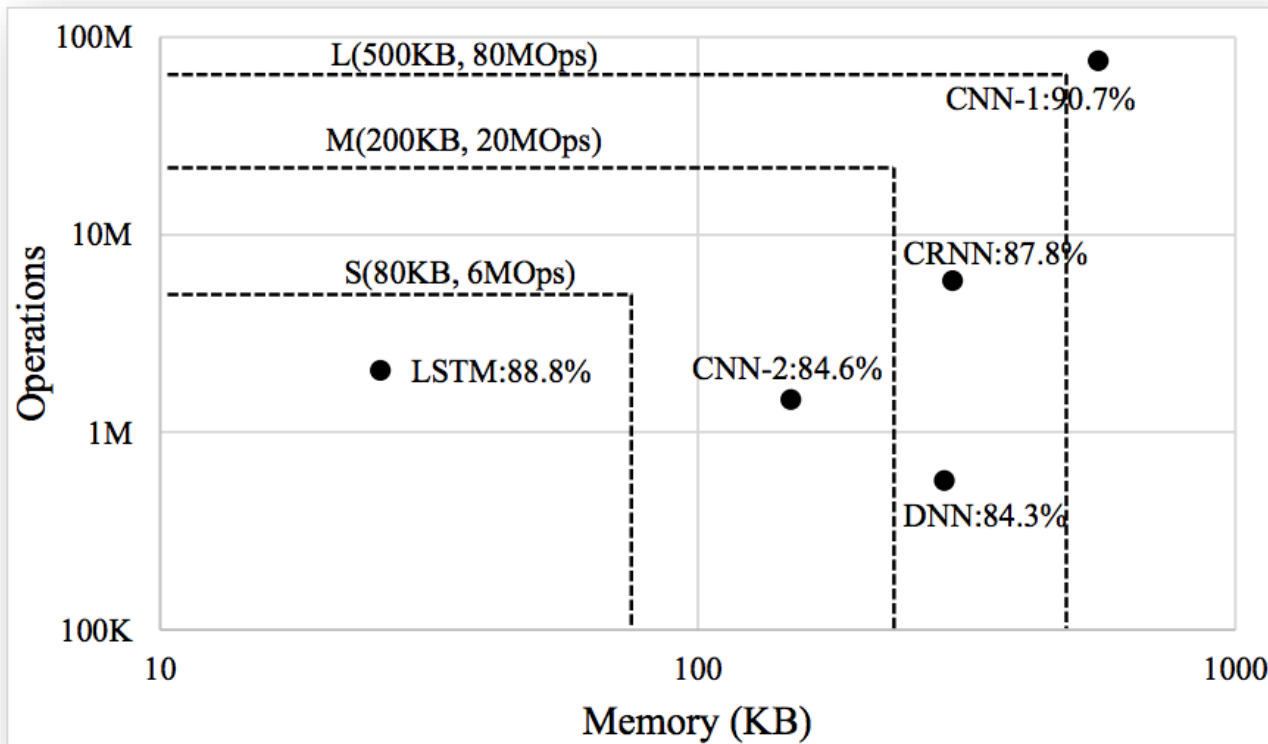 100M
L(500KB, 80MOps)
CNN-1:90.7%
M(200KB, 20MOps)
10M
CRNN:87.8%
S(80KB, 6MOps)
Operations
LSTM:88.8%
CNN-2:84.6%
1M
DNN:84.3%
100K
10
100
1000
Memory (KB)